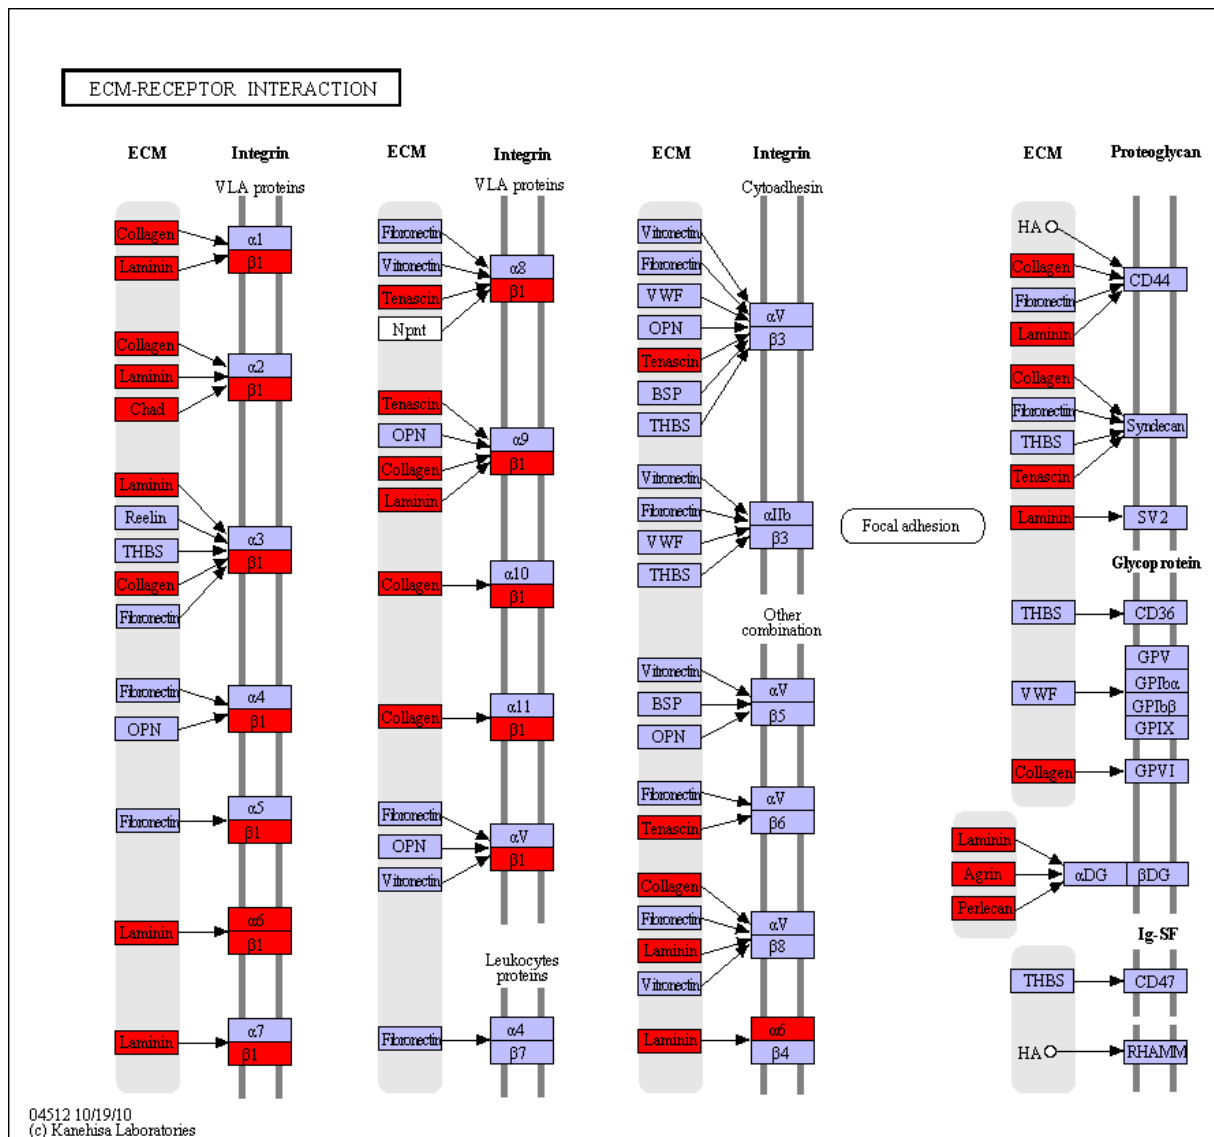 ECM-RECEPTOR INTERACTION
ECM
Integrin
VLA proteins
Collagen
Laminin
α1
β1
Collagen
Laminin
Chad
α2
β1
Laminin
Reelin
THBS
Collagen
Fibronectin
α3
β1
Fibronectin
OPN
α4
β1
Fibronectin
α5
β1
Laminin
α6
β1
Laminin
α7
β1
ECM
Integrin
VLA proteins
Fibronectin
Vitronectin
Tenascin
Npnt
α8
β1
Tenascin
OPN
Collagen
Laminin
α9
β1
Collagen
α10
β1
Collagen
α11
β1
Fibronectin
OPN
Vitronectin
αV
β1
Leukocytes
proteins
Fibronectin
α4
β7
ECM
Integrin
Cytoadhesin
Vitronectin
Fibronectin
VWF
OPN
Tenascin
BSP
THBS
αV
β3
Vitronectin
Fibronectin
VWF
THBS
αIIb
β3
Other
combination
Vitronectin
BSP
OPN
αV
β5
Fibronectin
Tenascin
αV
β6
Collagen
Fibronectin
Laminin
Vitronectin
αV
β8
Laminin
α6
β4
Focal adhesion
ECM
Proteoglycan
HA
Collagen
Fibronectin
Laminin
CD44
Collagen
Fibronectin
THBS
Tenascin
Syndecan
Laminin
SV2
Glycoprotein
THBS
CD36
VWF
GPV
GPIbα
GPIbβ
GPIX
Collagen
GPVI
Laminin
Agrin
Perlecan
αDG
βDG
Ig-SF
THBS
CD47
HA
RHAMM
04512 10/19/10
(c) Kanehisa Laboratories